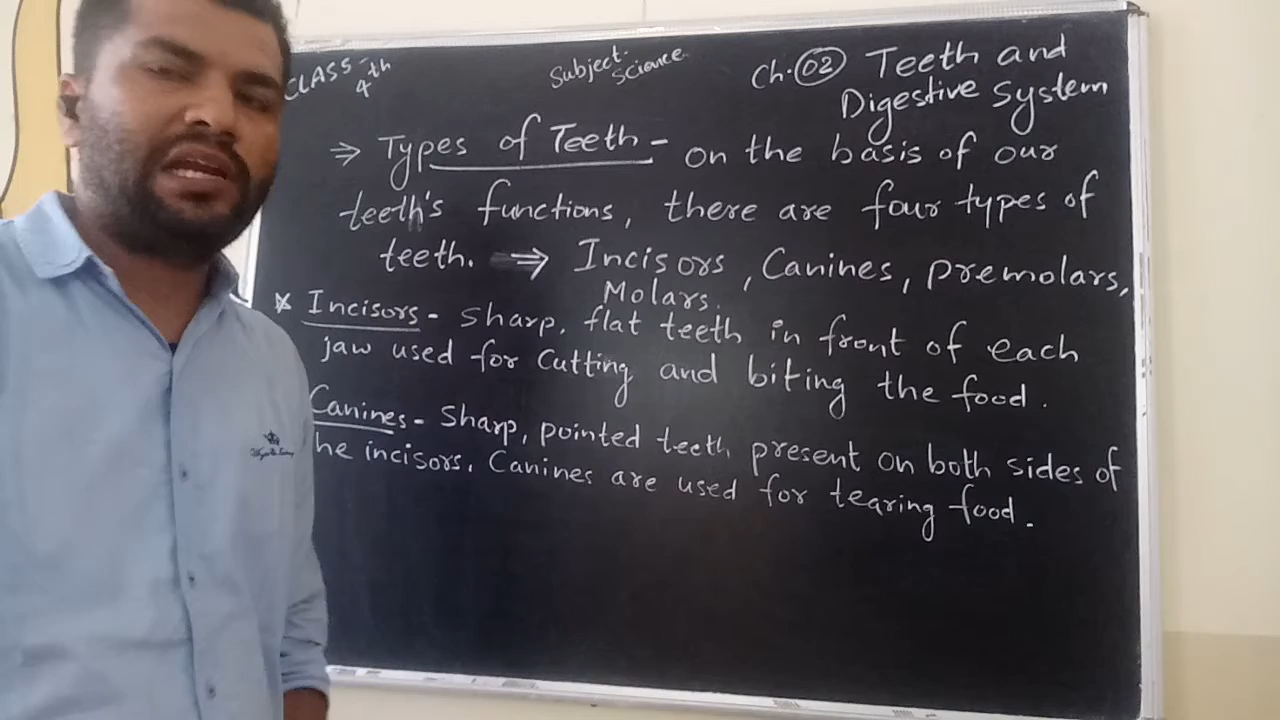 CLASS - 4th
Subject: Science
Ch. 02 Teeth and
Digestive System
⇒ Types of Teeth - on the basis of our
teeth's functions, there are four types of
teeth. ⇒ Incisors, Canines, premolars,
Molars.
* Incisors - Sharp, flat teeth in front of each
jaw used for Cutting and biting the food.
Canines - Sharp, pointed teeth present on both sides of
he incisors. Canines are used for tearing food.